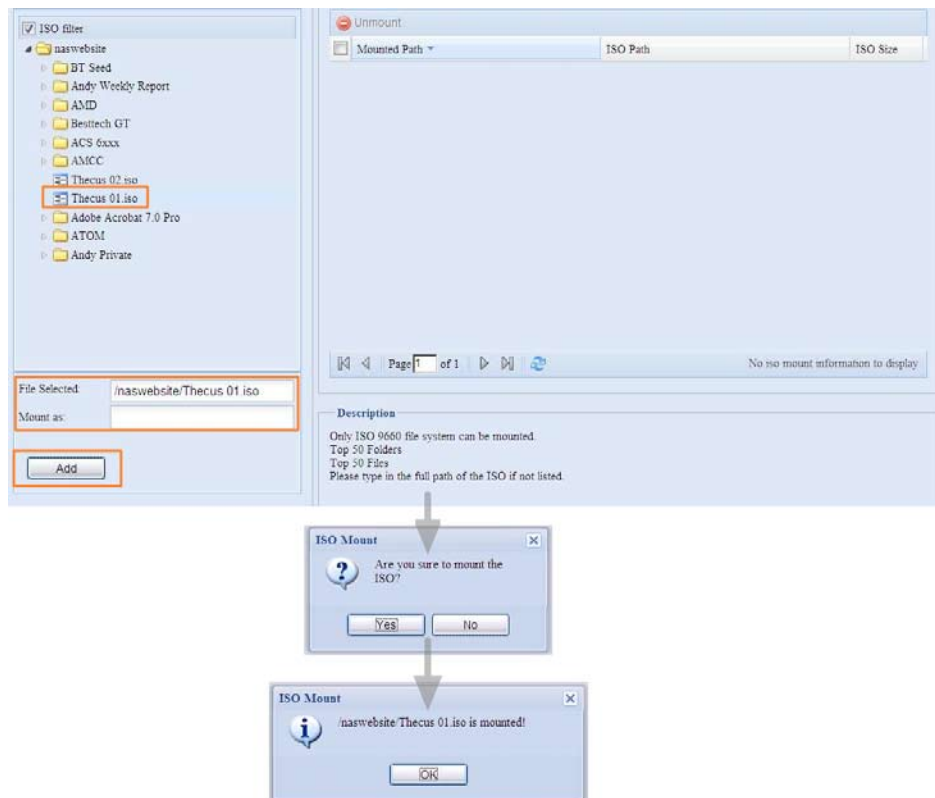 ISO filter
naswebsite
BT Seed
Andy Weekly Report
AMD
Besttech GT
ACS 6xxx
AMCC
Thecus 02.iso
Thecus 01.iso
Adobe Acrobat 7.0 Pro
ATOM
Andy Private
File Selected: /naswebsite/Thecus 01.iso
Mount as:
Add
Unmount
Mounted Path ISO Path ISO Size
Page 1 of 1 No iso mount information to display
Description
Only ISO 9660 file system can be mounted.
Top 50 Folders
Top 50 Files
Please type in the full path of the ISO if not listed.
ISO Mount
Are you sure to mount the
ISO?
Yes No
ISO Mount
/naswebsite/Thecus 01.iso is mounted!
OK